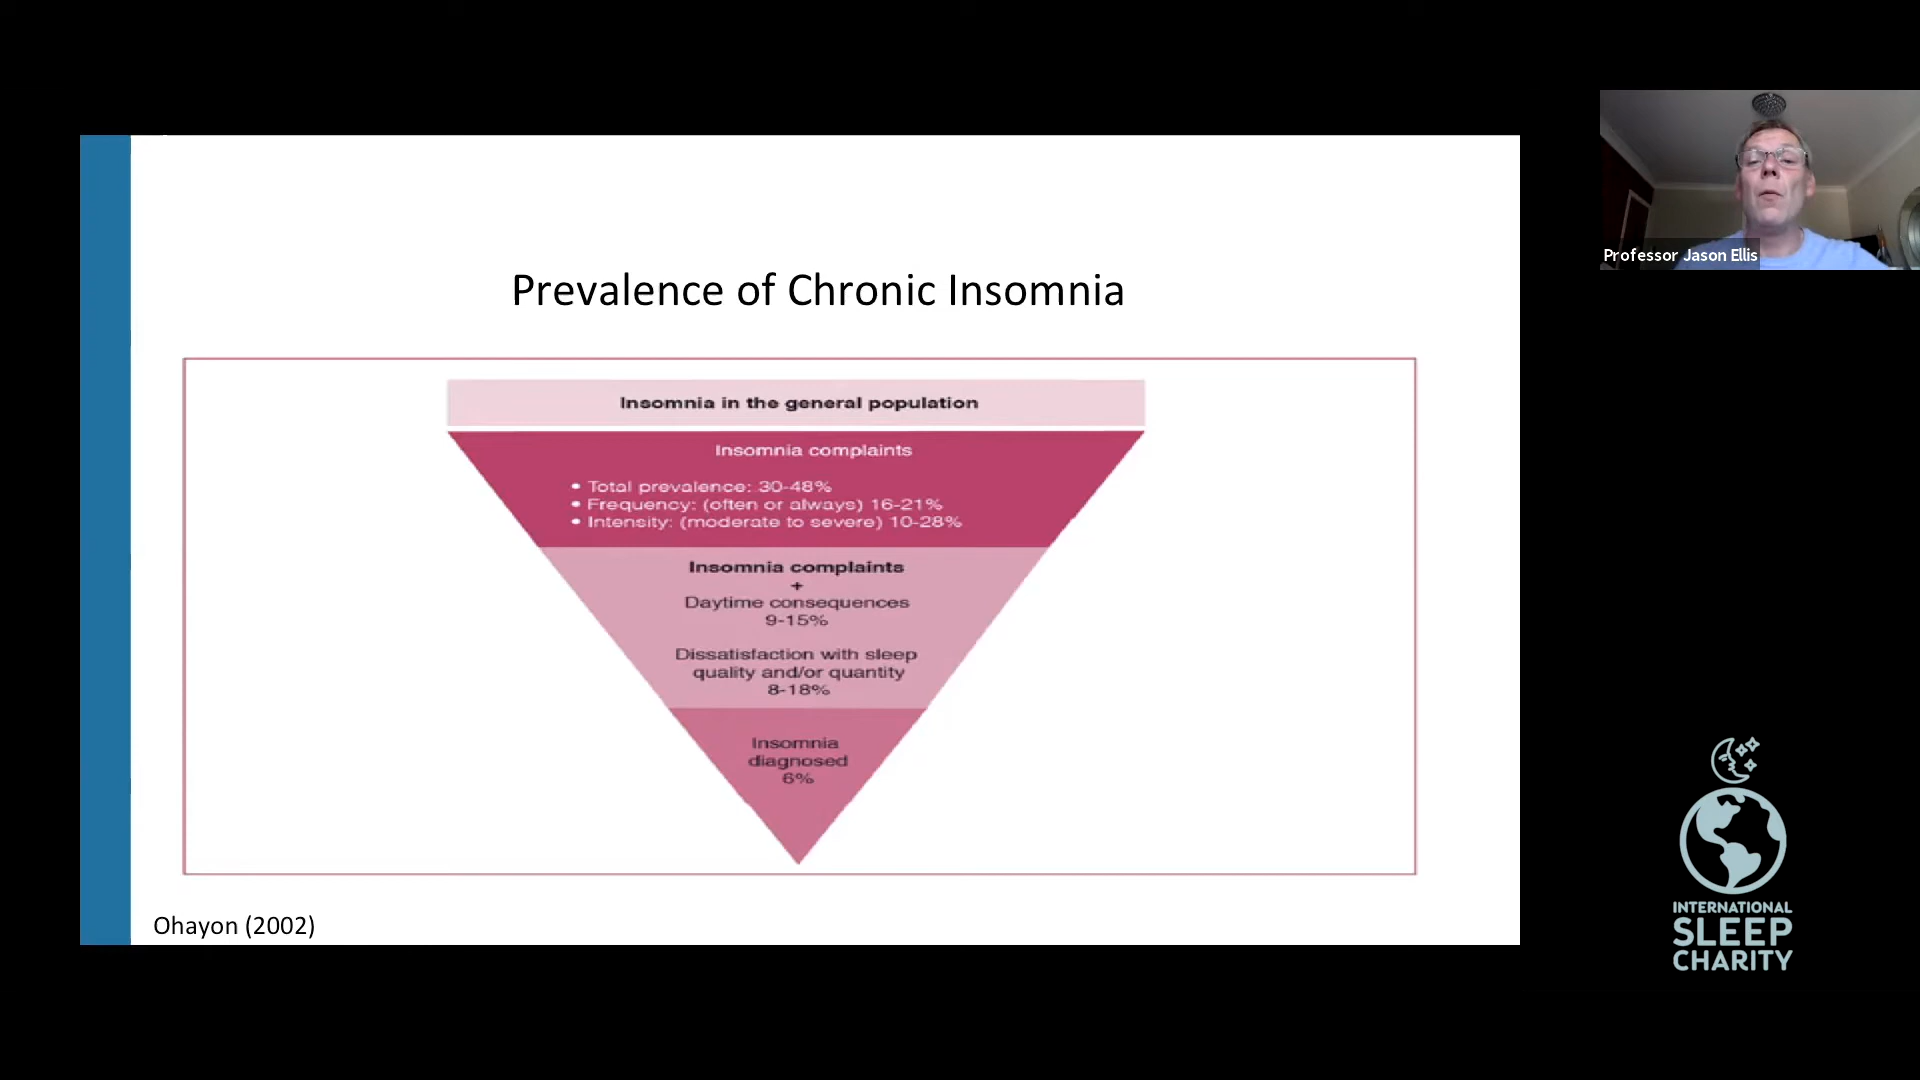 Prevalence of Chronic Insomnia
Insomnia in the general population
Insomnia complaints
• Total prevalence: 30-48%
• Frequency: (often or always) 16-21%
• Intensity: (moderate to severe) 10-28%
Insomnia complaints
+
Daytime consequences
9-15%
Dissatisfaction with sleep
quality and/or quantity
8-18%
Insomnia
diagnosed
6%
Ohayon (2002)
Professor Jason Ellis
INTERNATIONAL
SLEEP
CHARITY